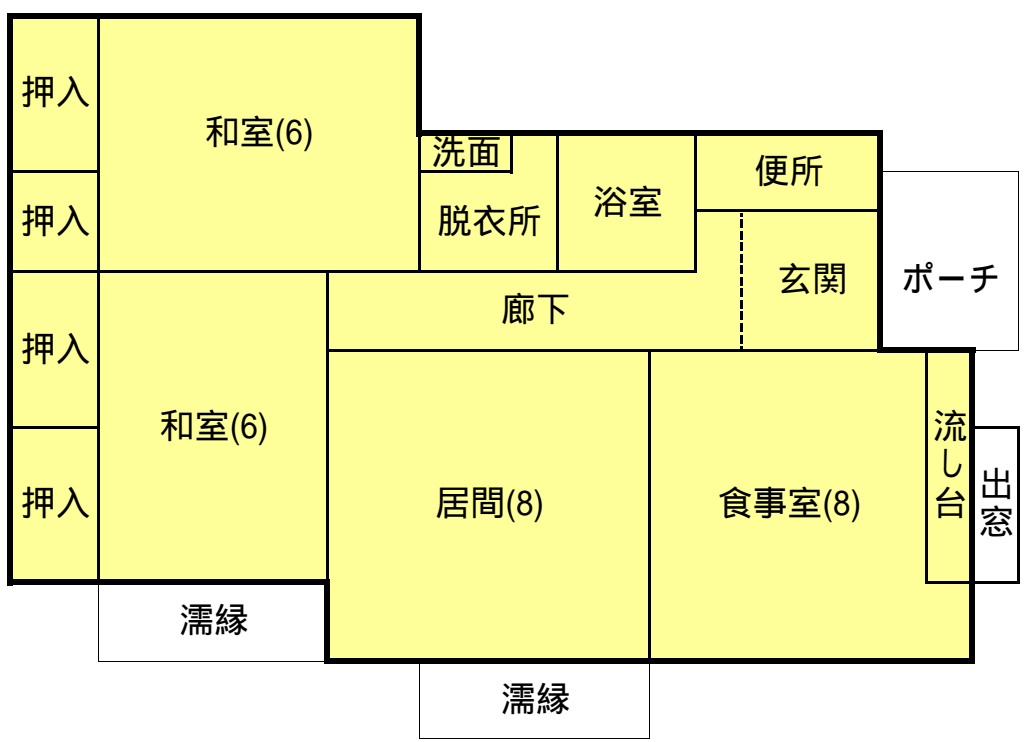 押入
和室(6)
洗面
便所
浴室
押入
脱衣所
玄関
ポーチ
廊下
押入
和室(6)
流し台
出窓
押入
居間(8)
食事室(8)
濡縁
濡縁